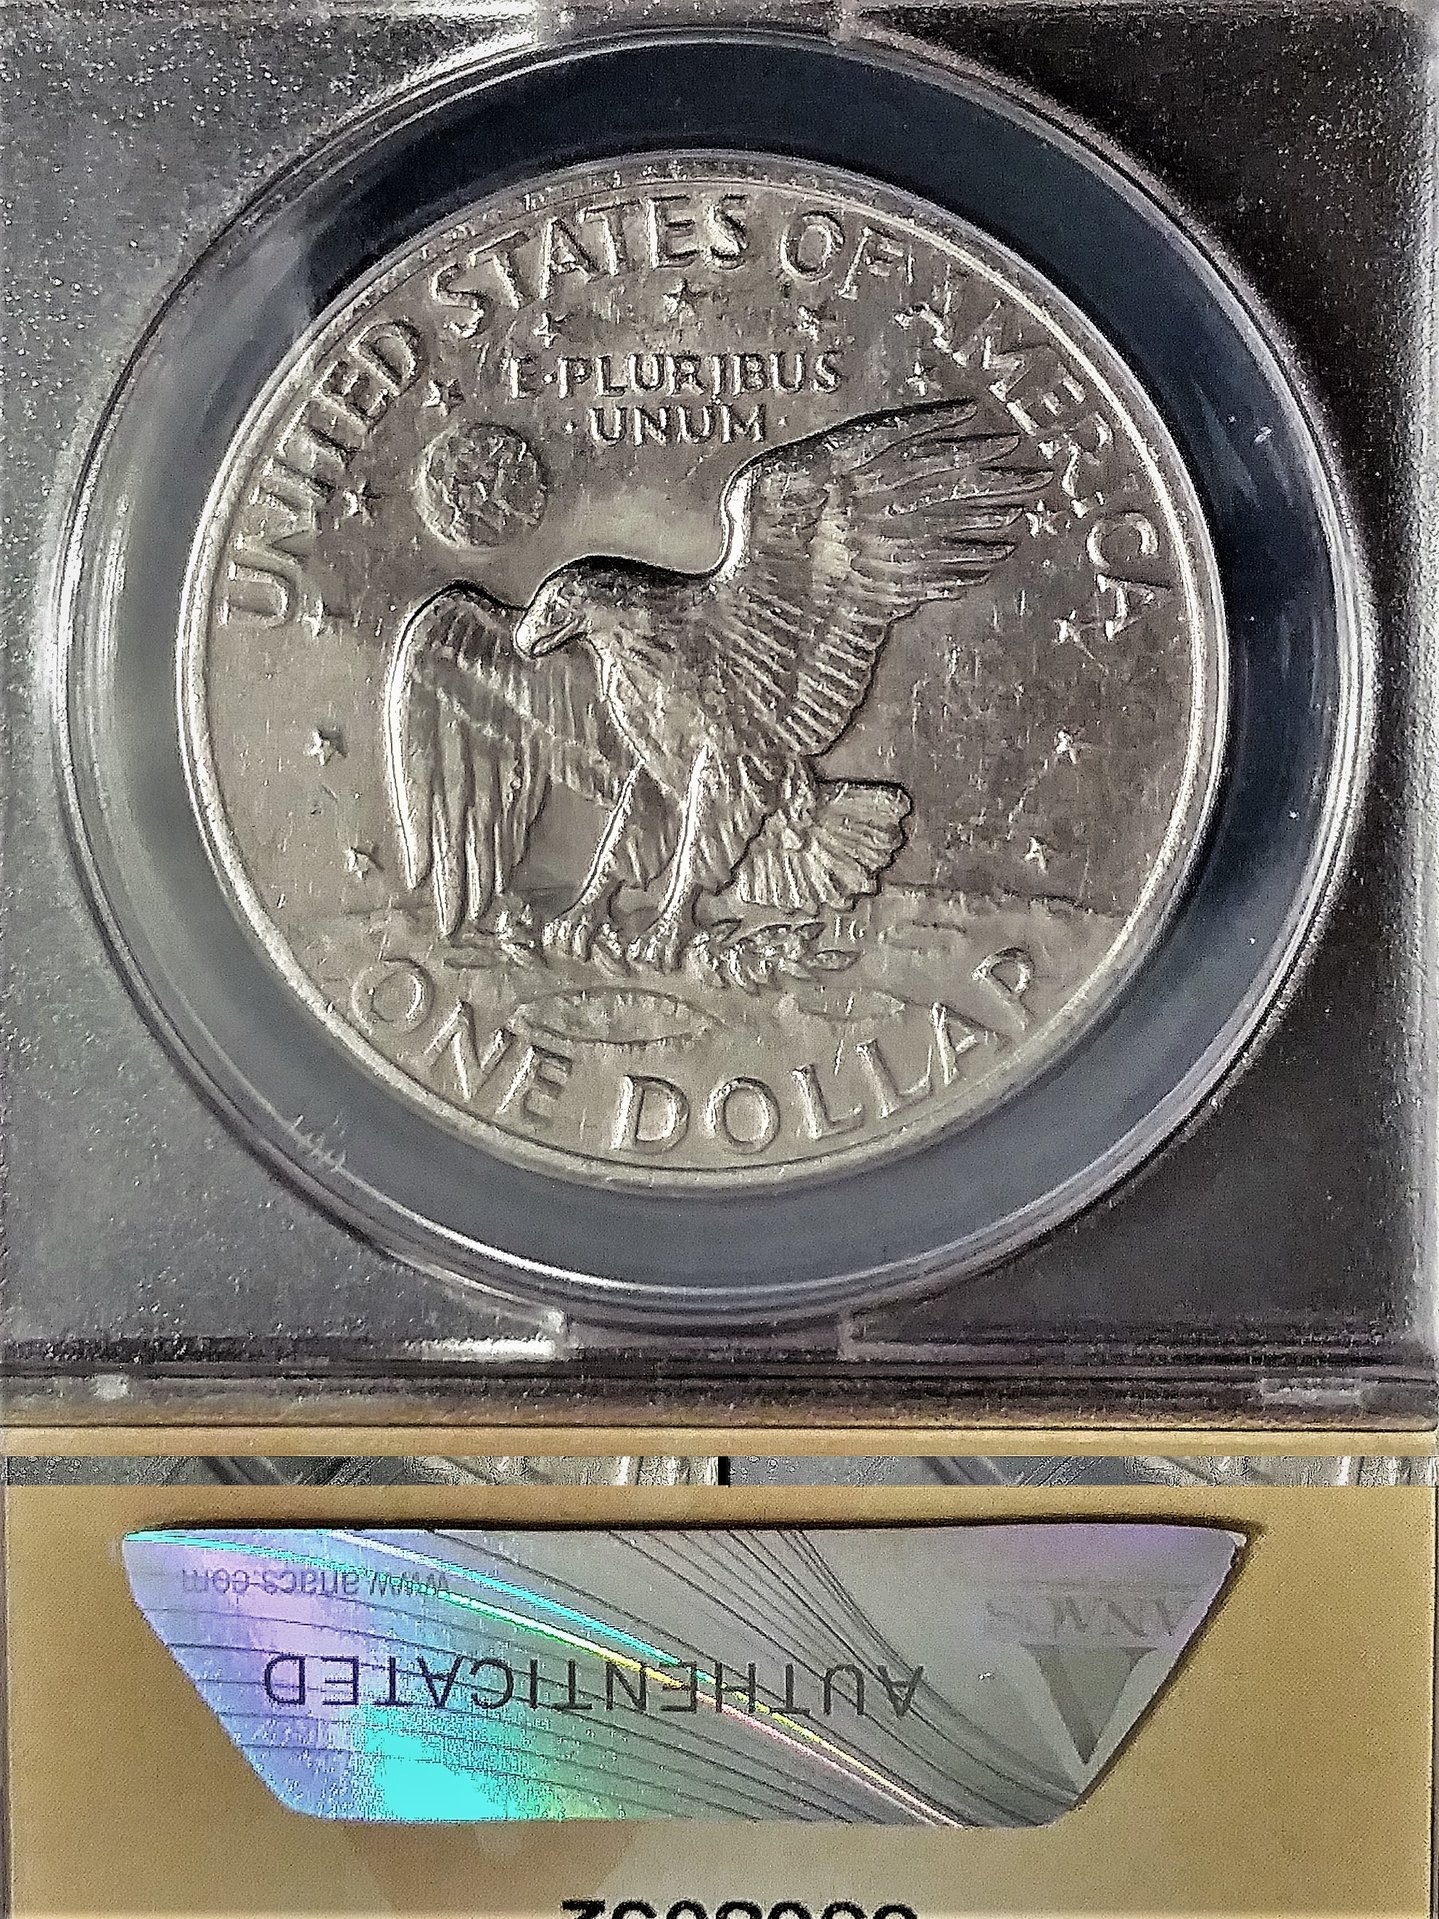 UNITED STATES OF AMERICA
E·PLURIBUS
·UNUM·
ONE DOLLAR
www.anacs.com
AUTHENTICATED